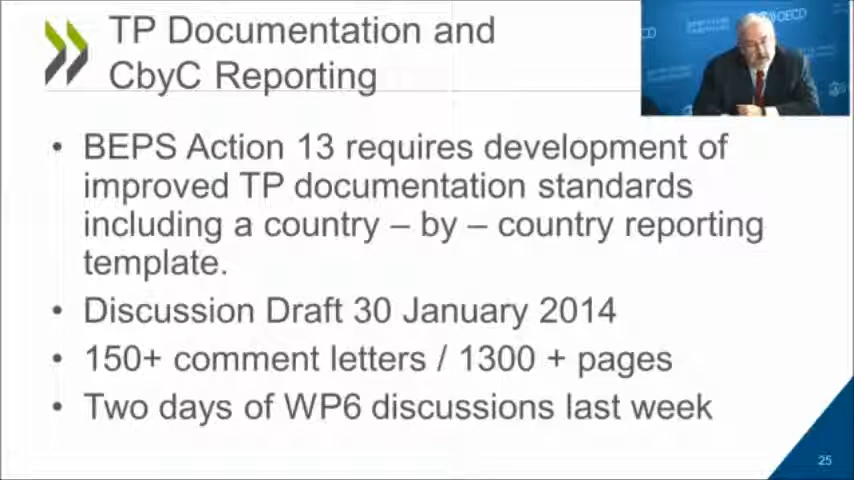 TP Documentation and
CbyC Reporting
OECD
• BEPS Action 13 requires development of
improved TP documentation standards
including a country – by – country reporting
template.
• Discussion Draft 30 January 2014
• 150+ comment letters / 1300 + pages
• Two days of WP6 discussions last week
25